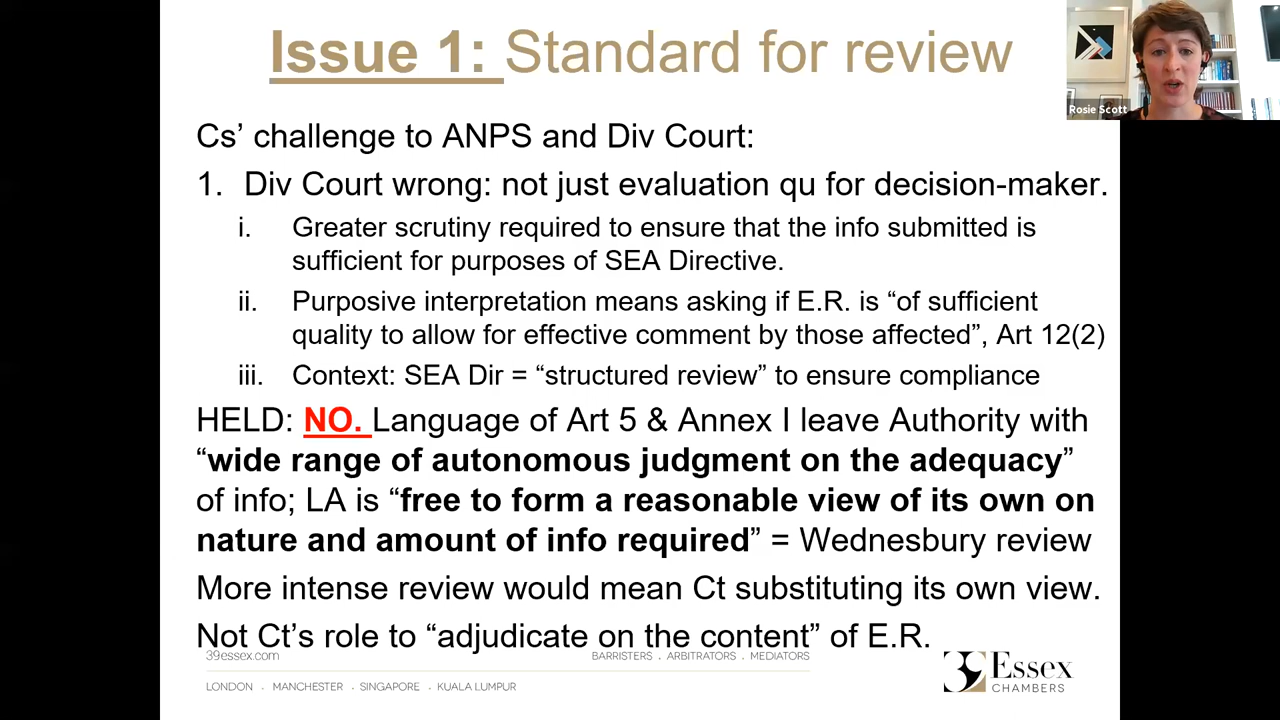 Issue 1: Standard for review
Rosie Scott
Cs’ challenge to ANPS and Div Court:
1. Div Court wrong: not just evaluation qu for decision-maker.
i. Greater scrutiny required to ensure that the info submitted is
sufficient for purposes of SEA Directive.
ii. Purposive interpretation means asking if E.R. is “of sufficient
quality to allow for effective comment by those affected”, Art 12(2)
iii. Context: SEA Dir = “structured review” to ensure compliance
HELD: NO. Language of Art 5 & Annex I leave Authority with
“wide range of autonomous judgment on the adequacy”
of info; LA is “free to form a reasonable view of its own on
nature and amount of info required” = Wednesbury review
More intense review would mean Ct substituting its own view.
Not Ct’s role to “adjudicate on the content” of E.R.
39essex.com
BARRISTERS . ARBITRATORS . MEDIATORS
LONDON . MANCHESTER . SINGAPORE . KUALA LUMPUR
39 Essex
CHAMBERS